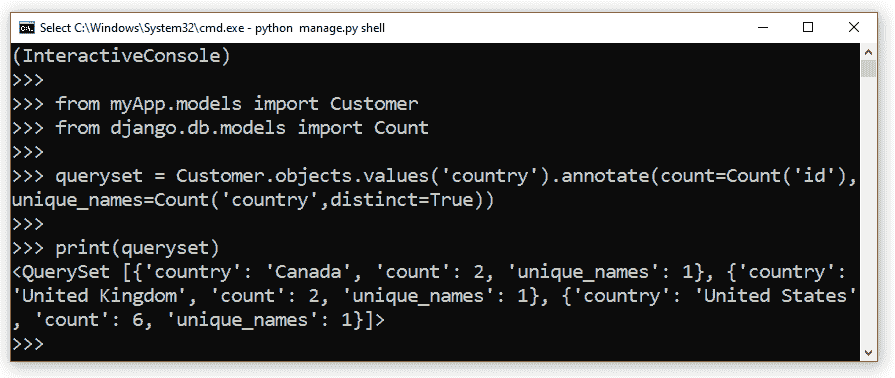 Select C:\Windows\System32\cmd.exe - python  manage.py shell
(InteractiveConsole)
>>>
>>> from myApp.models import Customer
>>> from django.db.models import Count
>>>
>>> queryset = Customer.objects.values('country').annotate(count=Count('id'),
unique_names=Count('country',distinct=True))
>>>
>>> print(queryset)
<QuerySet [{'country': 'Canada', 'count': 2, 'unique_names': 1}, {'country':
'United Kingdom', 'count': 2, 'unique_names': 1}, {'country': 'United States'
, 'count': 6, 'unique_names': 1}]>
>>>